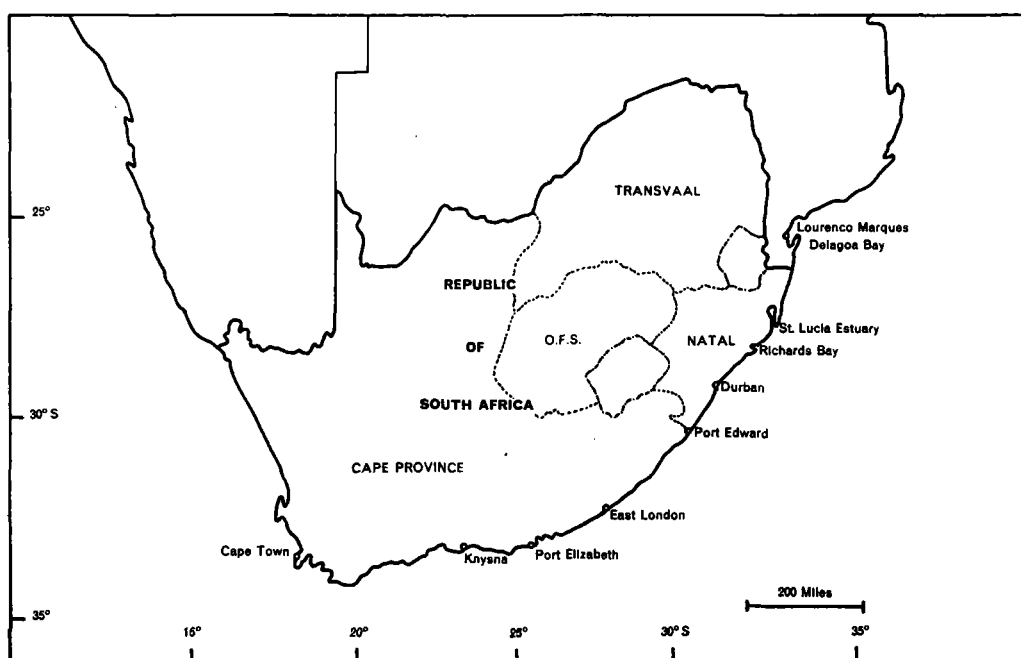 TRANSVAAL
25°
Lourenco Marques
Delagoa Bay
REPUBLIC
St. Lucia Estuary
O.F.S.
NATAL
OF
Richards Bay
Durban
SOUTH AFRICA
30° S
Port Edward
CAPE PROVINCE
East London
Cape Town
Knysna
Port Elizabeth
200 Miles
35°
15°
20°
25°
30° S
35°